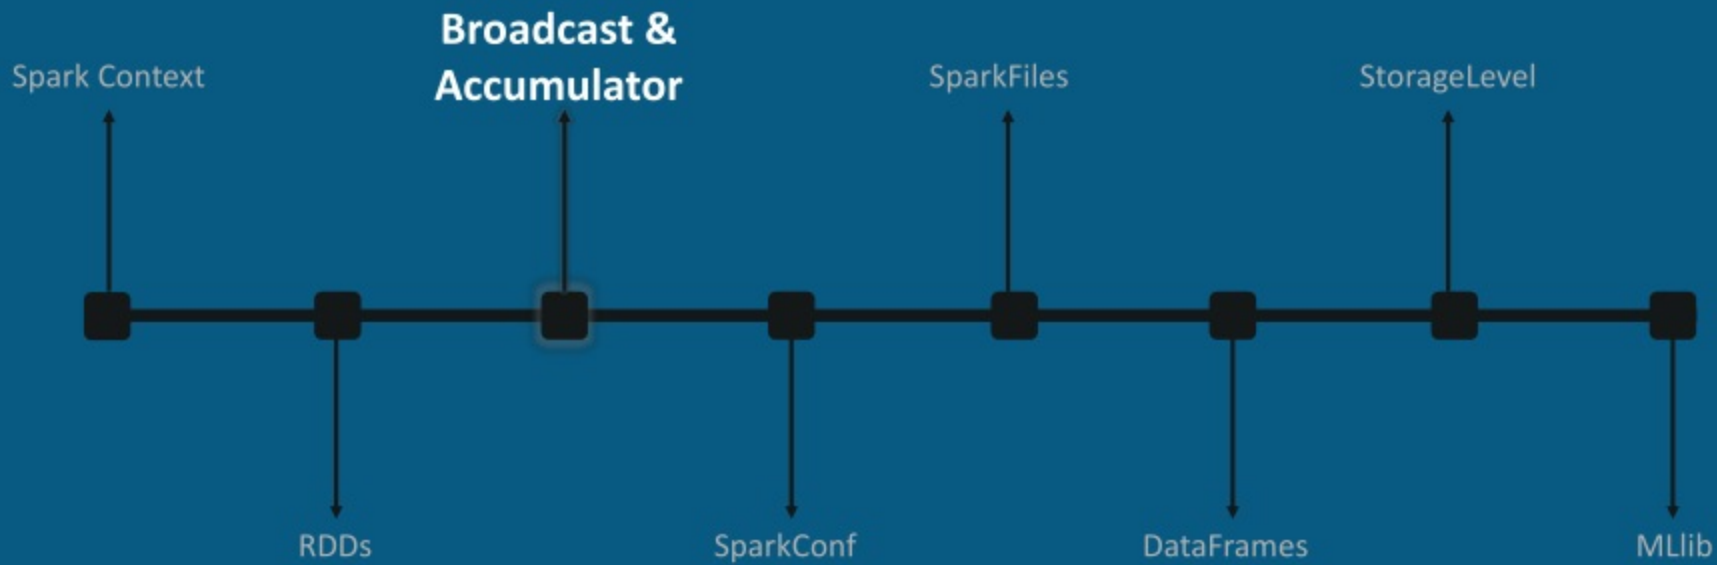 Broadcast &
Accumulator
Spark Context
SparkFiles
StorageLevel
RDDs
SparkConf
DataFrames
MLlib